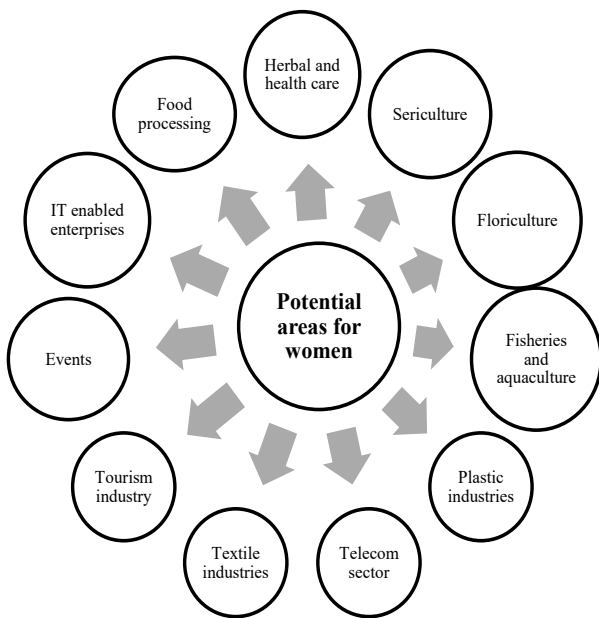 Herbal and
health care
Sericulture
Floriculture
Fisheries
and
aquaculture
Plastic
industries
Telecom
sector
Textile
industries
Tourism
industry
Events
IT enabled
enterprises
Food
processing
Potential
areas for
women